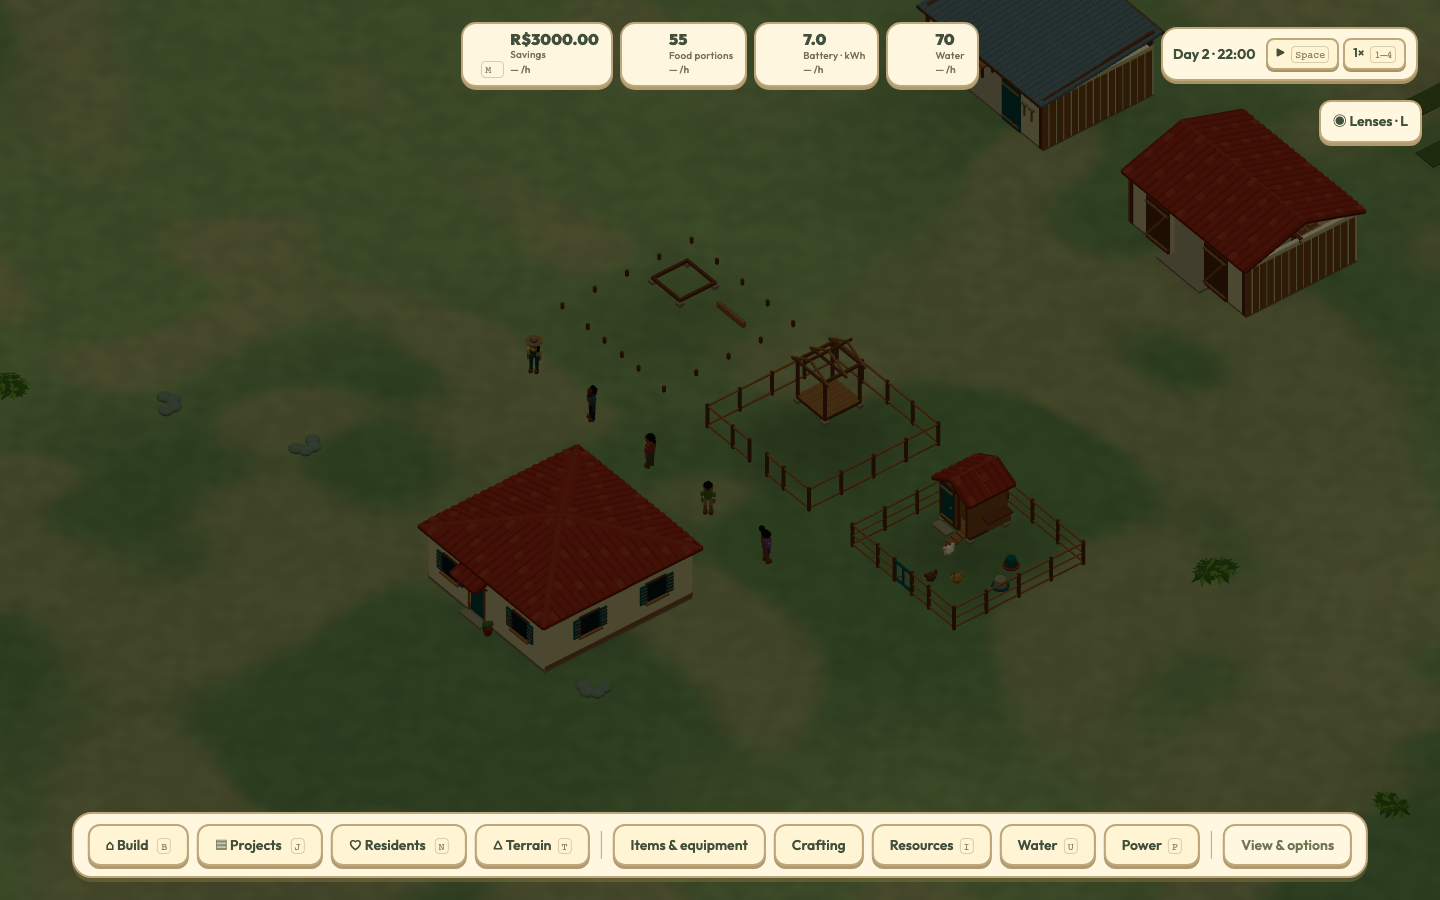 R$3000.00
Savings
M — /h
55
Food portions
— /h
7.0
Battery · kWh
— /h
70
Water
— /h
Day 2 · 22:00
Space
1× 1–4
Lenses · L
Build B
Projects J
Residents N
Terrain T
Items & equipment
Crafting
Resources I
Water U
Power P
View & options